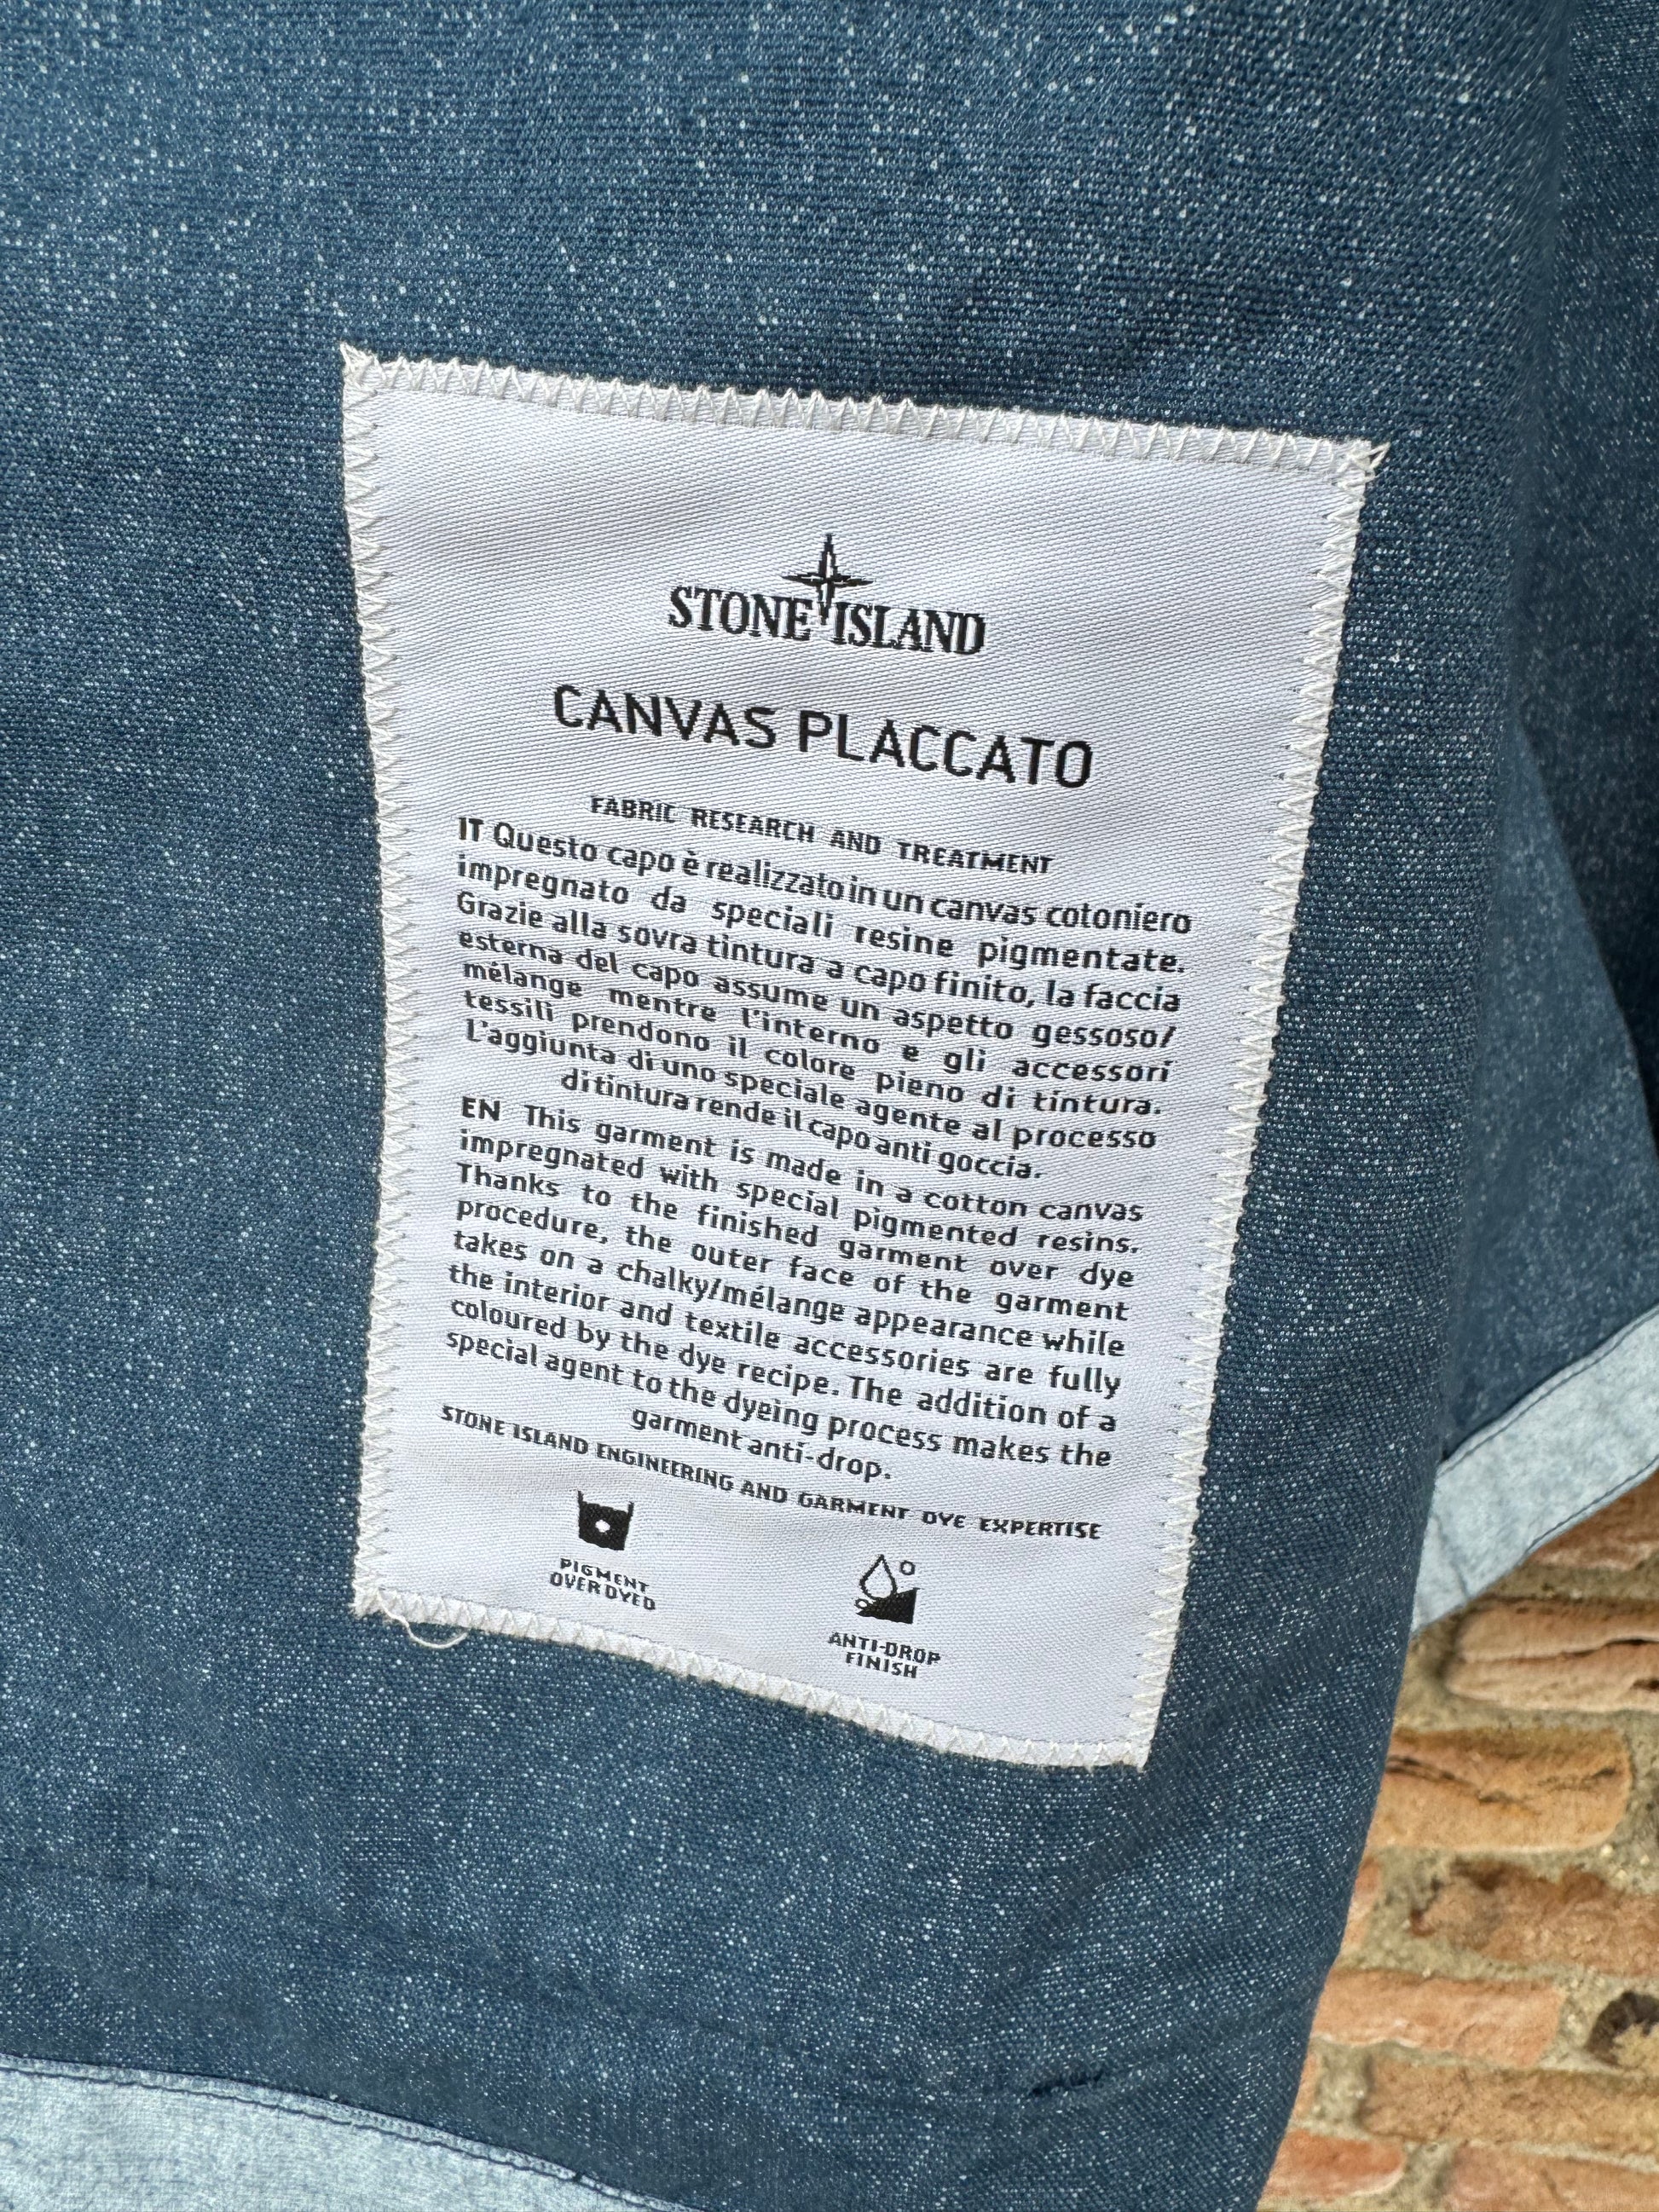 STONE ISLAND
CANVAS PLACCATO
FABRIC RESEARCH AND TREATMENT
IT Questo capo è realizzato in un canvas cotoniero
impregnato da speciali resine pigmentate.
Grazie alla sovra tintura a capo finito, la faccia
esterna del capo assume un aspetto gessoso/
mélange mentre l'interno e gli accessori
tessili prendono il colore pieno di tintura.
L'aggiunta di uno speciale agente al processo
di tintura rende il capo anti goccia.
EN This garment is made in a cotton canvas
impregnated with special pigmented resins.
Thanks to the finished garment over dye
procedure, the outer face of the garment
takes on a chalky/mélange appearance while
the interior and textile accessories are fully
coloured by the dye recipe. The addition of a
special agent to the dyeing process makes the
garment anti-drop.
STONE ISLAND ENGINEERING AND GARMENT DYE EXPERTISE
PIGMENT
OVER DYED
ANTI-DROP
FINISH